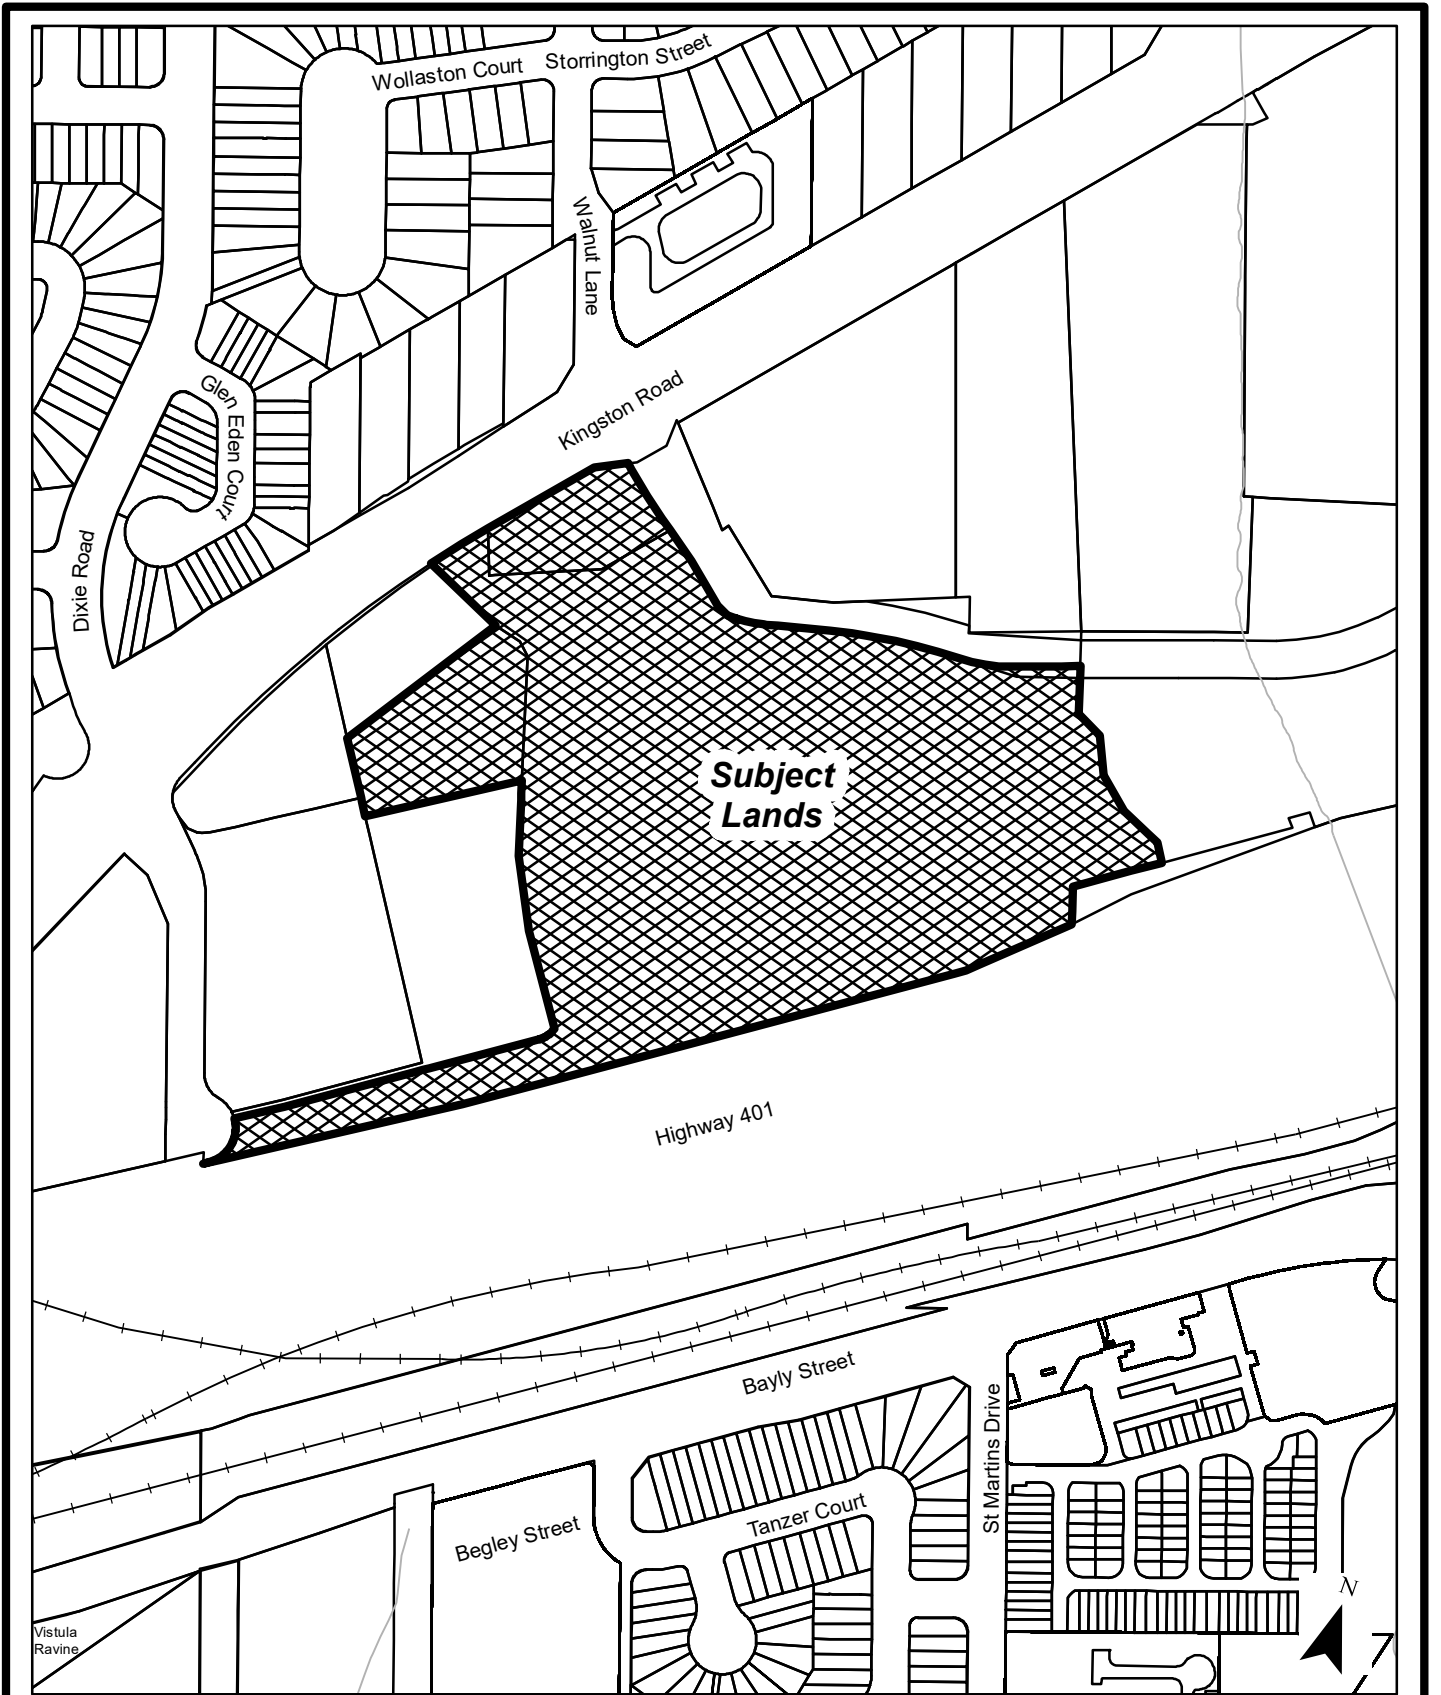 Wollaston Court
Storrington Street
Walnut Lane
Glen Eden Court
Kingston Road
Dixie Road
Subject
Lands
Highway 401
Bayly Street
St Martins Drive
Tanzer Court
Begley Street
N
Vistula
Ravine